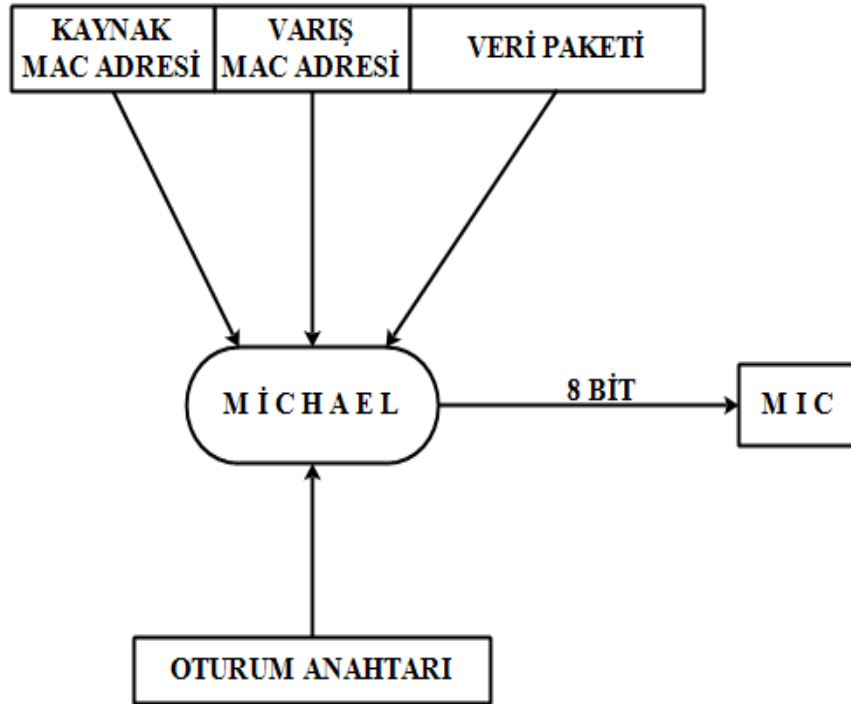 KAYNAK
MAC ADRESİ
VARIŞ
MAC ADRESİ
VERİ PAKETİ
M İ C H A E L
8 BİT
M I C
OTURUM ANAHTARI